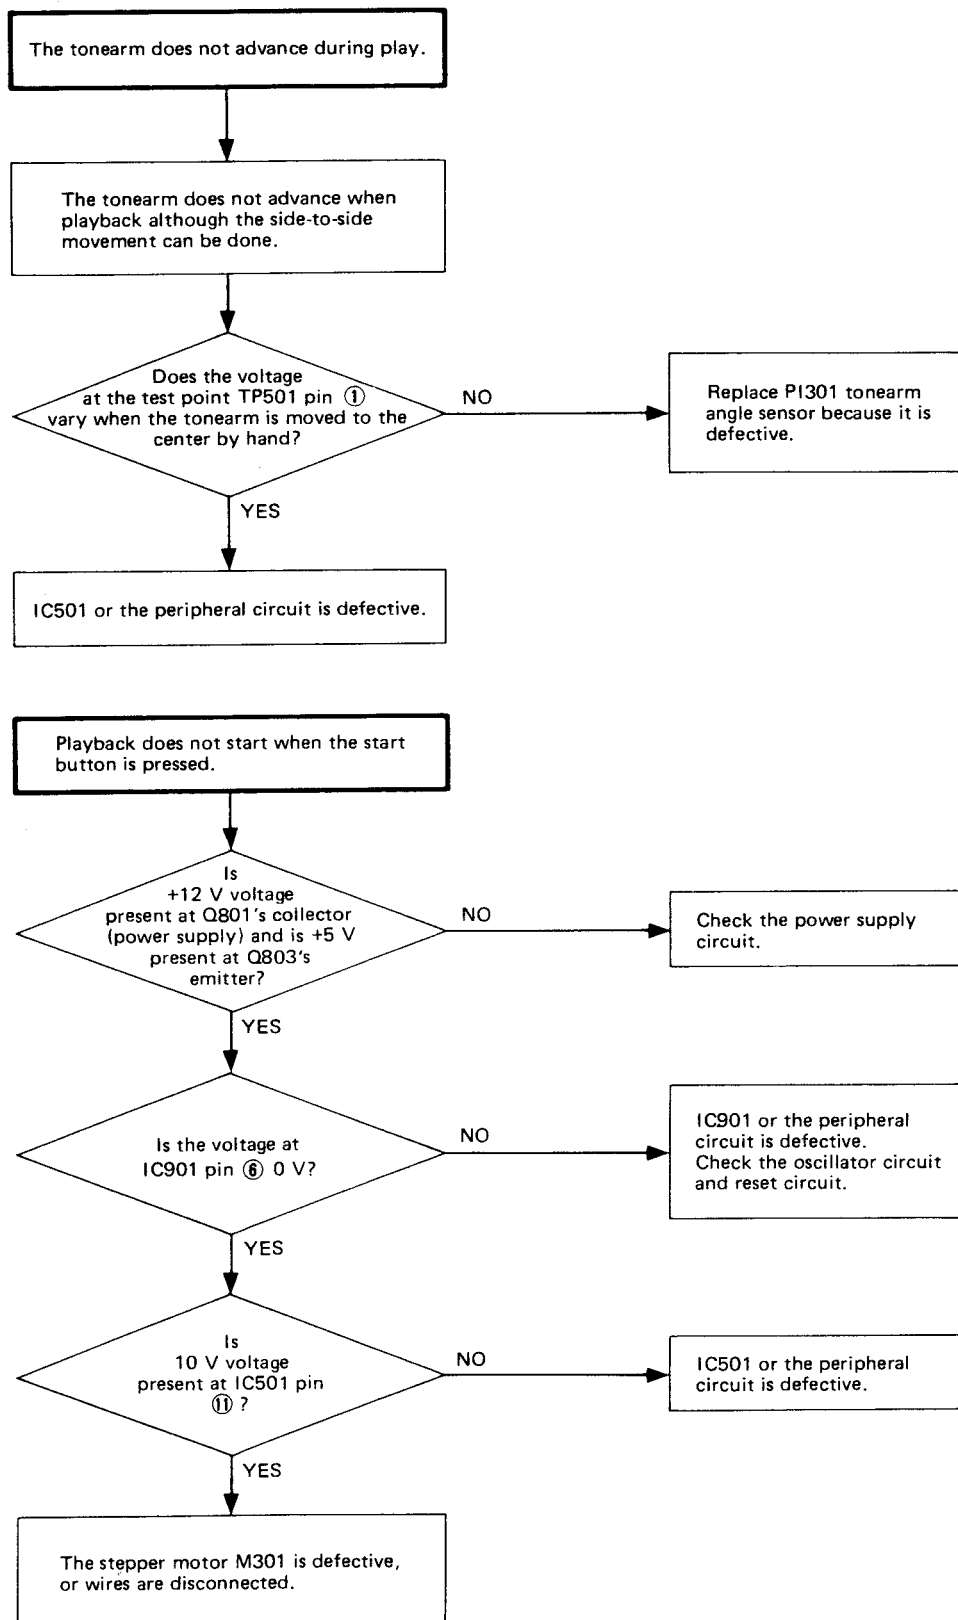 The tonearm does not advance during play.
The tonearm does not advance when
playback although the side-to-side
movement can be done.
Does the voltage
at the test point TP501 pin ①
vary when the tonearm is moved to the
center by hand?
NO
Replace PI301 tonearm
angle sensor because it is
defective.
YES
IC501 or the peripheral circuit is defective.
Playback does not start when the start
button is pressed.
Is
+12 V voltage
present at Q801's collector
(power supply) and is +5 V
present at Q803's
emitter?
NO
Check the power supply
circuit.
YES
Is the voltage at
IC901 pin ⑥ 0 V?
NO
IC901 or the peripheral
circuit is defective.
Check the oscillator circuit
and reset circuit.
YES
Is
10 V voltage
present at IC501 pin
⑪ ?
NO
IC501 or the peripheral
circuit is defective.
YES
The stepper motor M301 is defective,
or wires are disconnected.